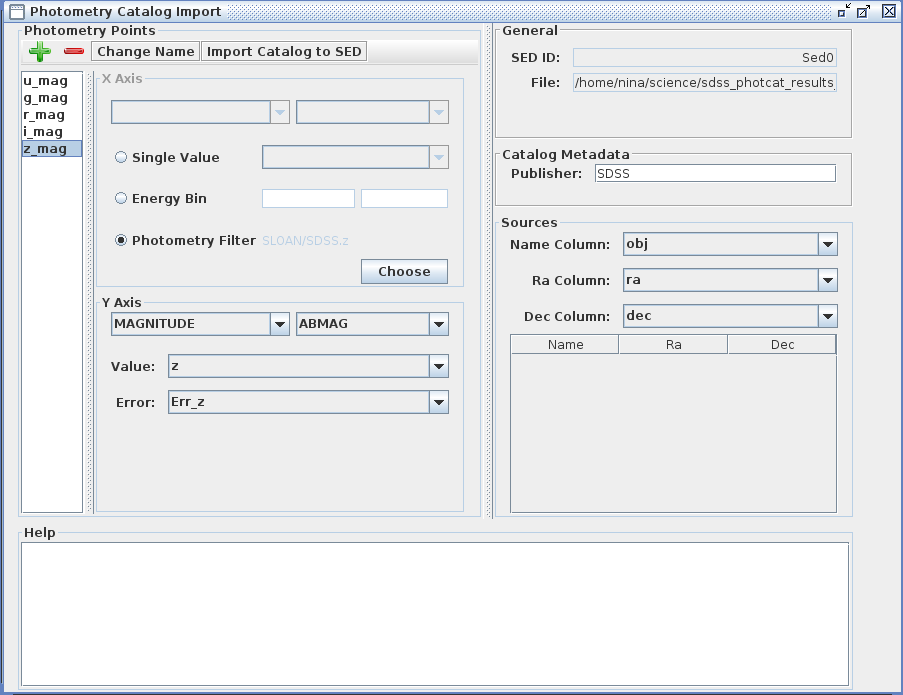 Photometry Catalog Import
Photometry Points
Change Name
Import Catalog to SED
u_mag
g_mag
r_mag
i_mag
z_mag
X Axis
Single Value
Energy Bin
Photometry Filter SLOAN/SDSS.z
Choose
Y Axis
MAGNITUDE
ABMAG
Value: z
Error: Err_z
General
SED ID: Sed0
File: /home/nina/science/sdss_photcat_results_
Catalog Metadata
Publisher: SDSS
Sources
Name Column: obj
Ra Column: ra
Dec Column: dec
Name Ra Dec
Help